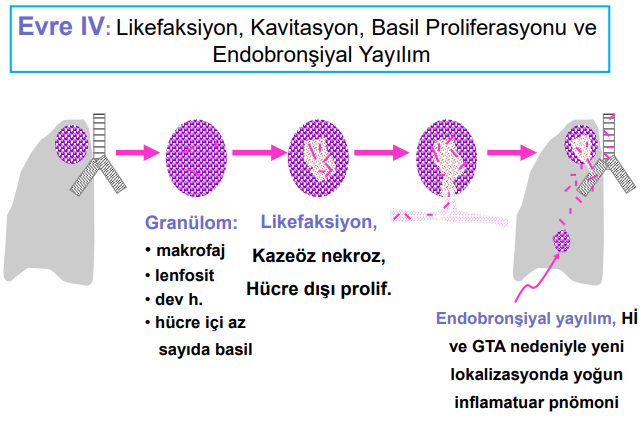 Evre IV: Likefaksiyon, Kavitasyon, Basil Proliferasyonu ve
Endobronşiyal Yayılım
Granülom:
• makrofaj
• lenfosit
• dev h.
• hücre içi az
sayıda basil
Likefaksiyon,
Kazeöz nekroz,
Hücre dışı prolif.
Endobronşiyal yayılım, Hİ
ve GTA nedeniyle yeni
lokalizasyonda yoğun
inflamatuar pnömoni